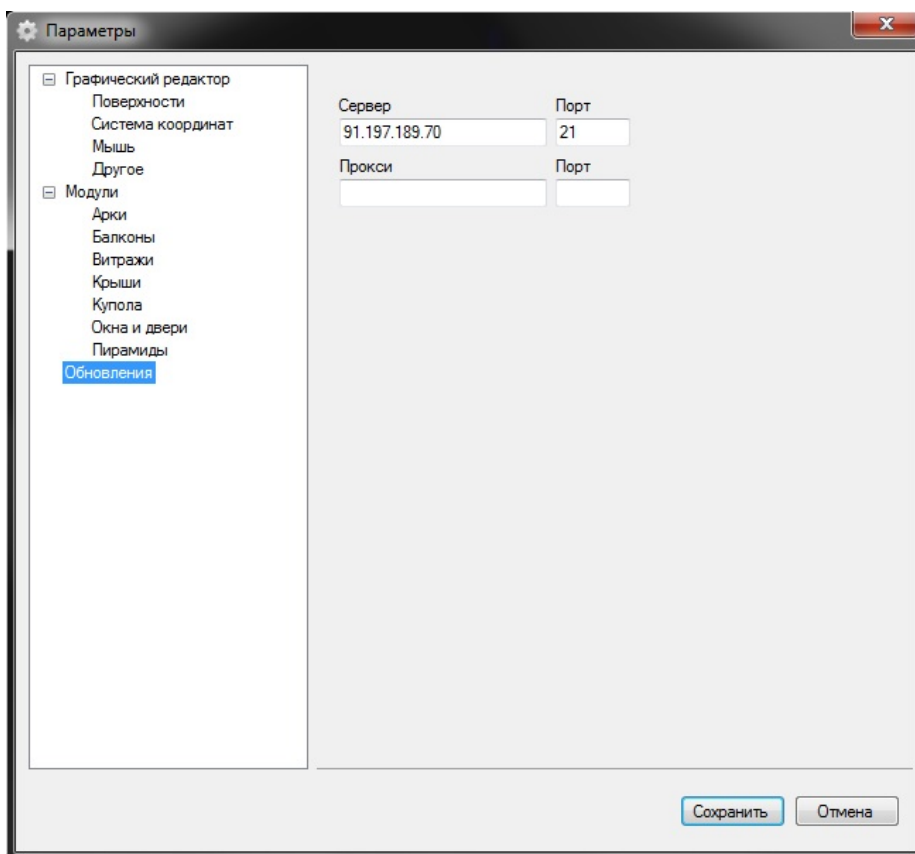 Параметры
Графический редактор
Поверхности
Система координат
Мышь
Другое
Модули
Арки
Балконы
Витражи
Крыши
Купола
Окна и двери
Пирамиды
Обновления
Сервер Порт
91.197.189.70 21
Прокси Порт
Сохранить Отмена